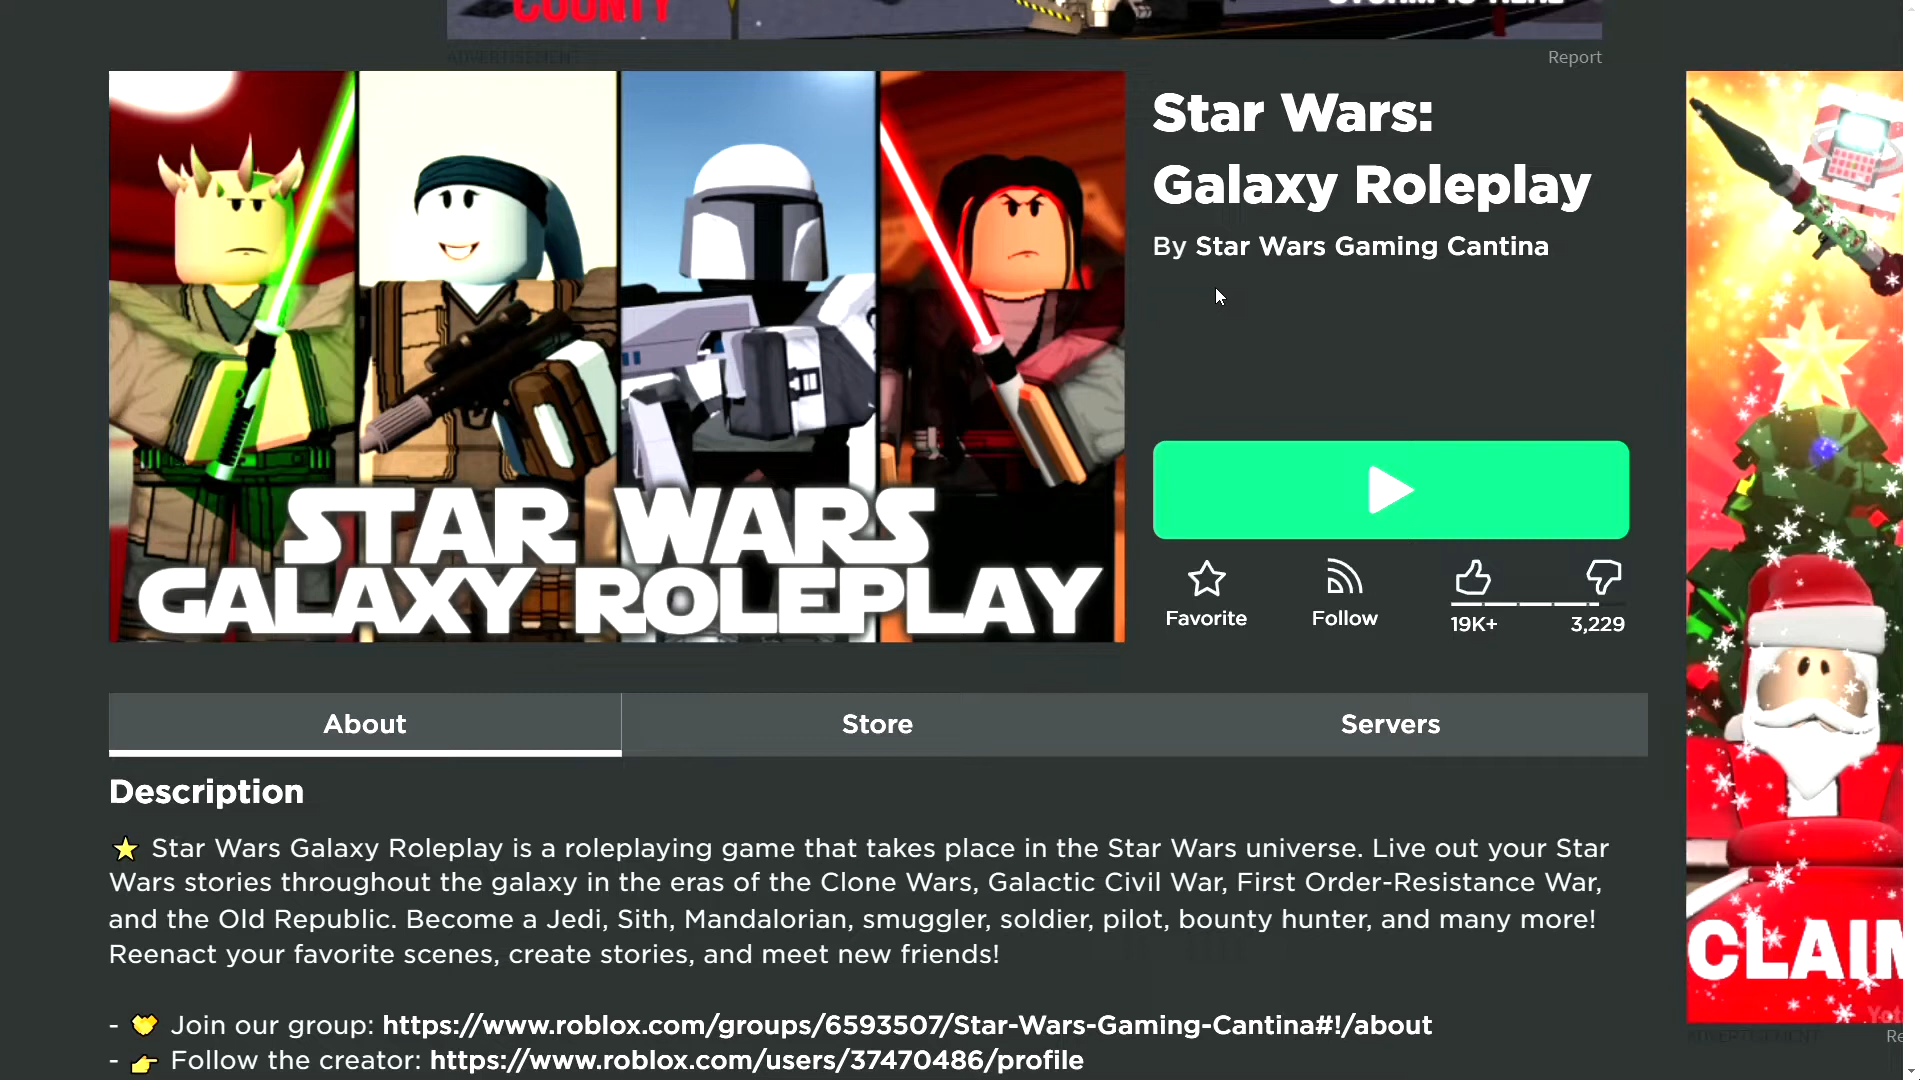 COUNTY
ADVERTISEMENT
Report
Star Wars:
Galaxy Roleplay
By Star Wars Gaming Cantina
STAR WARS
GALAXY ROLEPLAY
Favorite
Follow
19K+
3,229
About
Store
Servers
Description
⭐ Star Wars Galaxy Roleplay is a roleplaying game that takes place in the Star Wars universe. Live out your Star
Wars stories throughout the galaxy in the eras of the Clone Wars, Galactic Civil War, First Order-Resistance War,
and the Old Republic. Become a Jedi, Sith, Mandalorian, smuggler, soldier, pilot, bounty hunter, and many more!
Reenact your favorite scenes, create stories, and meet new friends!
- 💛 Join our group: https://www.roblox.com/groups/6593507/Star-Wars-Gaming-Cantina#!/about
- 👉 Follow the creator: https://www.roblox.com/users/37470486/profile
CLAIM
ADVERTISEMENT
Re